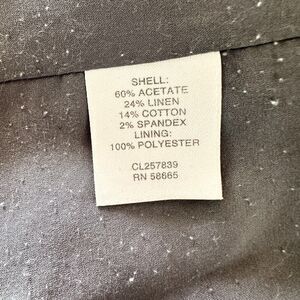 SHELL:
60% ACETATE
24% LINEN
14% COTTON
2% SPANDEX
LINING:
100% POLYESTER
CL257839
RN 58665